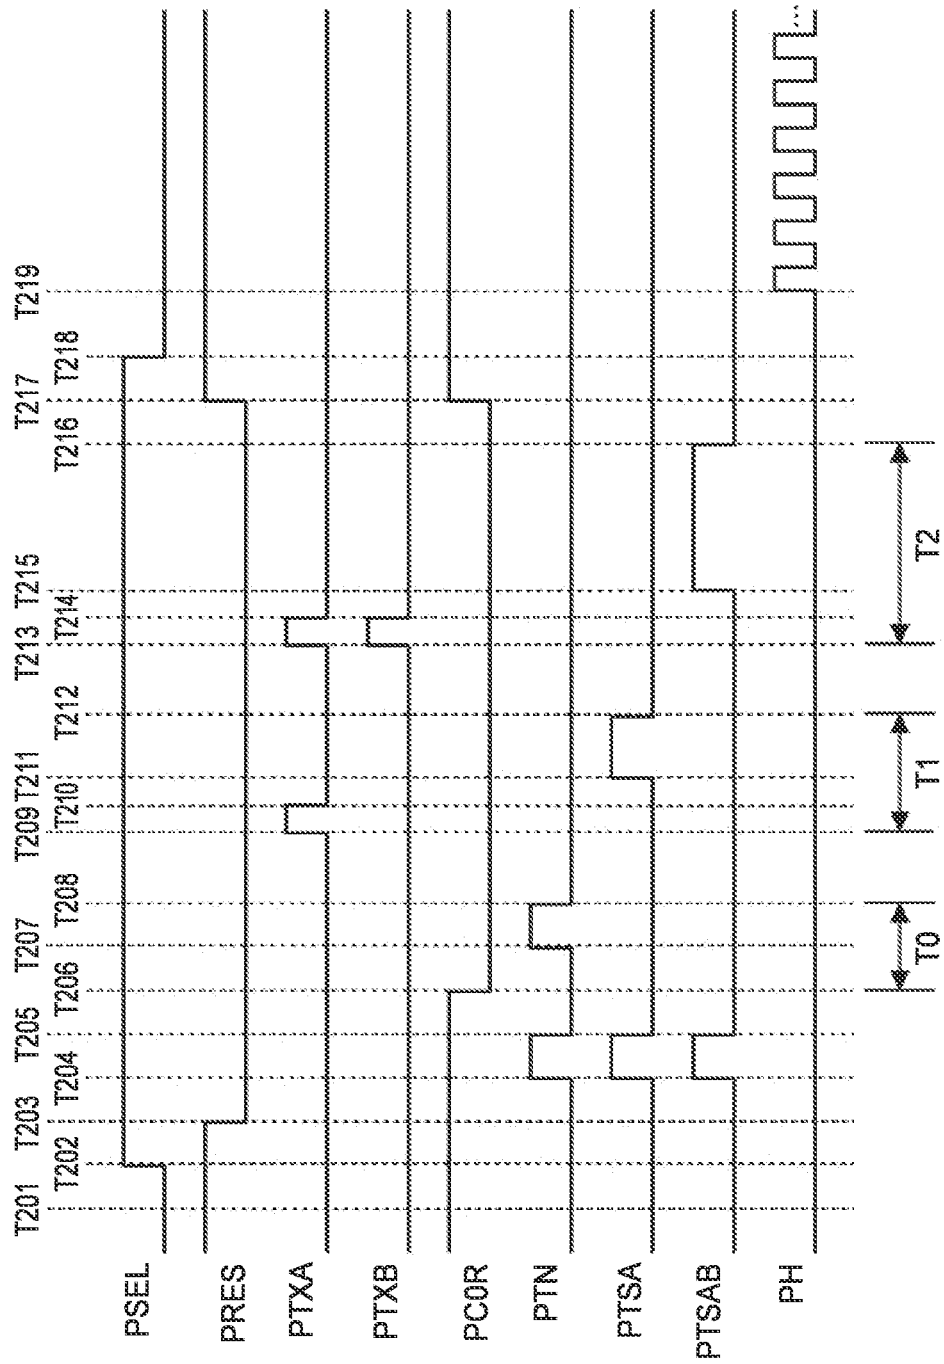 T201
T202
T203
T204
T205
T206
T207
T208
T209
T210
T211
T212
T213
T214
T215
T216
T217
T218
T219
PSEL
PRES
PTXA
PTXB
PC0R
PTN
PTSA
PTSAB
PH
...
T0
T1
T2